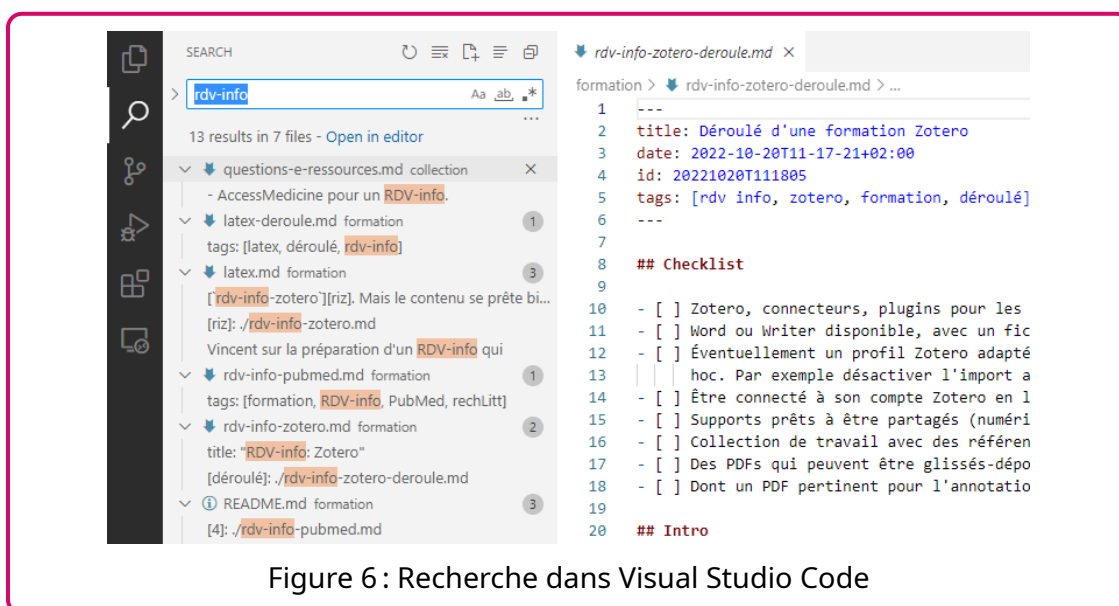 SEARCH
rdv-info
Aa ab, .*
...
13 results in 7 files - Open in editor
questions-e-ressources.md collection
- AccessMedicine pour un RDV-info.
latex-deroule.md formation 1
tags: [latex, déroulé, rdv-info]
latex.md formation 3
[`rdv-info-zotero`][riz]. Mais le contenu se prête bi...
[riz]: ./rdv-info-zotero.md
Vincent sur la préparation d'un RDV-info qui
rdv-info-pubmed.md formation 1
tags: [formation, RDV-info, PubMed, rechLitt]
rdv-info-zotero.md formation 2
title: "RDV-info: Zotero"
[déroulé]: ./rdv-info-zotero-deroule.md
README.md formation 3
[4]: ./rdv-info-pubmed.md
rdv-info-zotero-deroule.md
formation > rdv-info-zotero-deroule.md > ...
1 ---
2 title: Déroulé d'une formation Zotero
3 date: 2022-10-20T11-17-21+02:00
4 id: 20221020T111805
5 tags: [rdv info, zotero, formation, déroulé]
6 ---
7
8 ## Checklist
9
10 - [ ] Zotero, connecteurs, plugins pour les
11 - [ ] Word ou Writer disponible, avec un fic
12 - [ ] Éventuellement un profil Zotero adapté
13 hoc. Par exemple désactiver l'import a
14 - [ ] Être connecté à son compte Zotero en l
15 - [ ] Supports prêts à être partagés (numéri
16 - [ ] Collection de travail avec des référen
17 - [ ] Des PDFs qui peuvent être glissés-dépo
18 - [ ] Dont un PDF pertinent pour l'annotatio
19
20 ## Intro
Figure 6 : Recherche dans Visual Studio Code